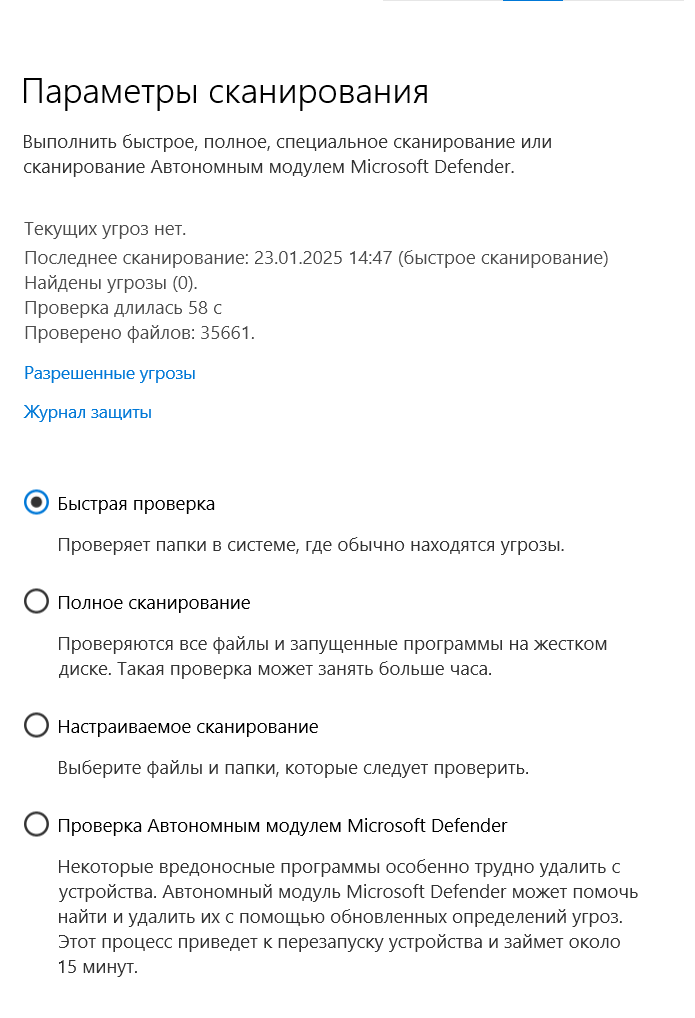 Параметры сканирования
Выполнить быстрое, полное, специальное сканирование или
сканирование Автономным модулем Microsoft Defender.
Текущих угроз нет.
Последнее сканирование: 23.01.2025 14:47 (быстрое сканирование)
Найдены угрозы (0).
Проверка длилась 58 с
Проверено файлов: 35661.
Разрешенные угрозы
Журнал защиты
Быстрая проверка
Проверяет папки в системе, где обычно находятся угрозы.
Полное сканирование
Проверяются все файлы и запущенные программы на жестком
диске. Такая проверка может занять больше часа.
Настраиваемое сканирование
Выберите файлы и папки, которые следует проверить.
Проверка Автономным модулем Microsoft Defender
Некоторые вредоносные программы особенно трудно удалить с
устройства. Автономный модуль Microsoft Defender может помочь
найти и удалить их с помощью обновленных определений угроз.
Этот процесс приведет к перезапуску устройства и займет около
15 минут.